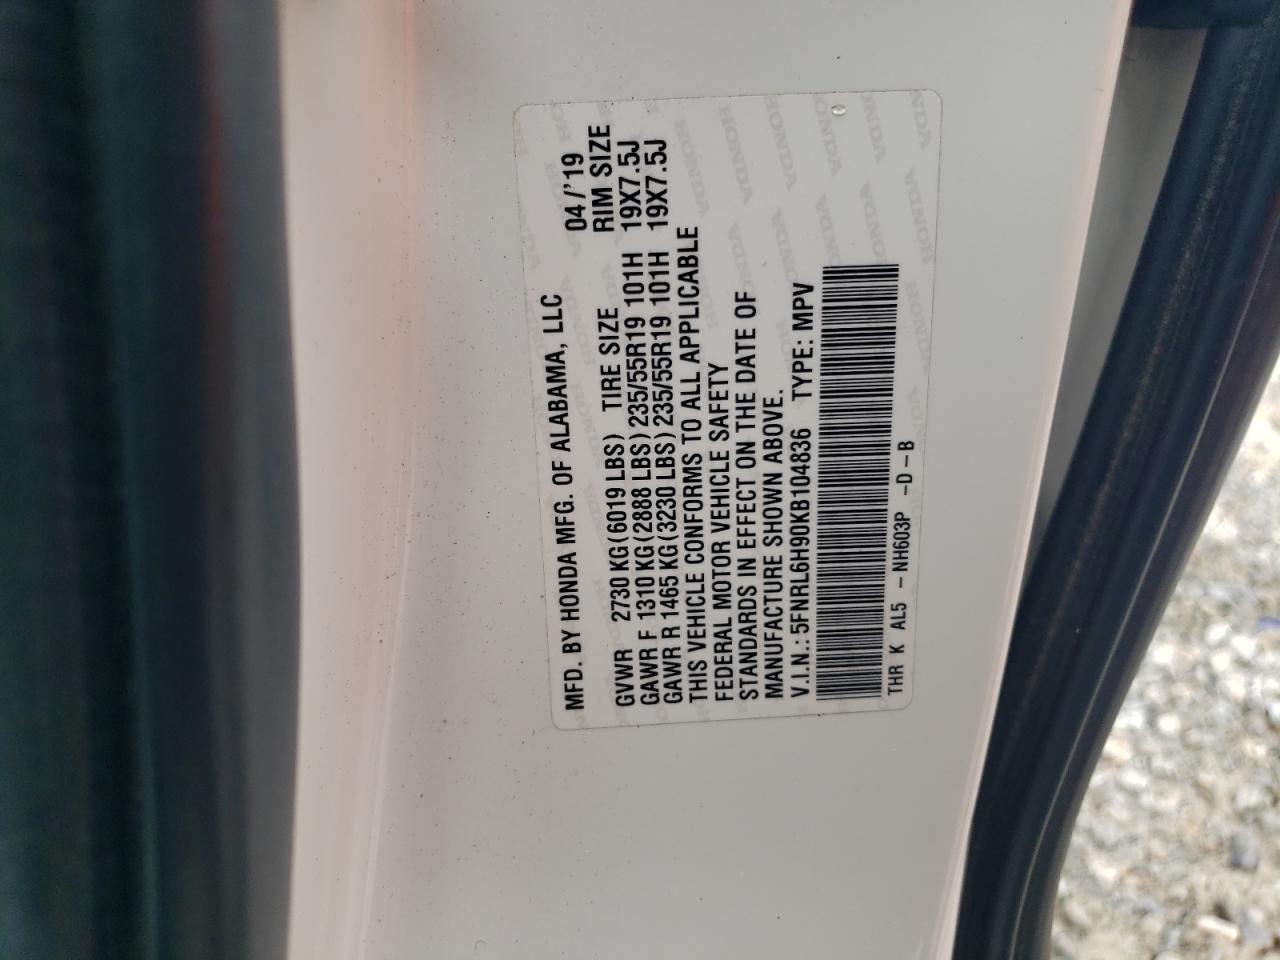 MFD. BY HONDA MFG. OF ALABAMA, LLC 04/'19
GVWR 2730 KG (6019 LBS) TIRE SIZE RIM SIZE
GAWR F 1310 KG (2888 LBS) 235/55R19 101H 19X7.5J
GAWR R 1465 KG (3230 LBS) 235/55R19 101H 19X7.5J
THIS VEHICLE CONFORMS TO ALL APPLICABLE
FEDERAL MOTOR VEHICLE SAFETY
STANDARDS IN EFFECT ON THE DATE OF
MANUFACTURE SHOWN ABOVE.
V.I.N.: 5FNRL6H90KB104836 TYPE: MPV
THR K AL5 - NH603P -D-B